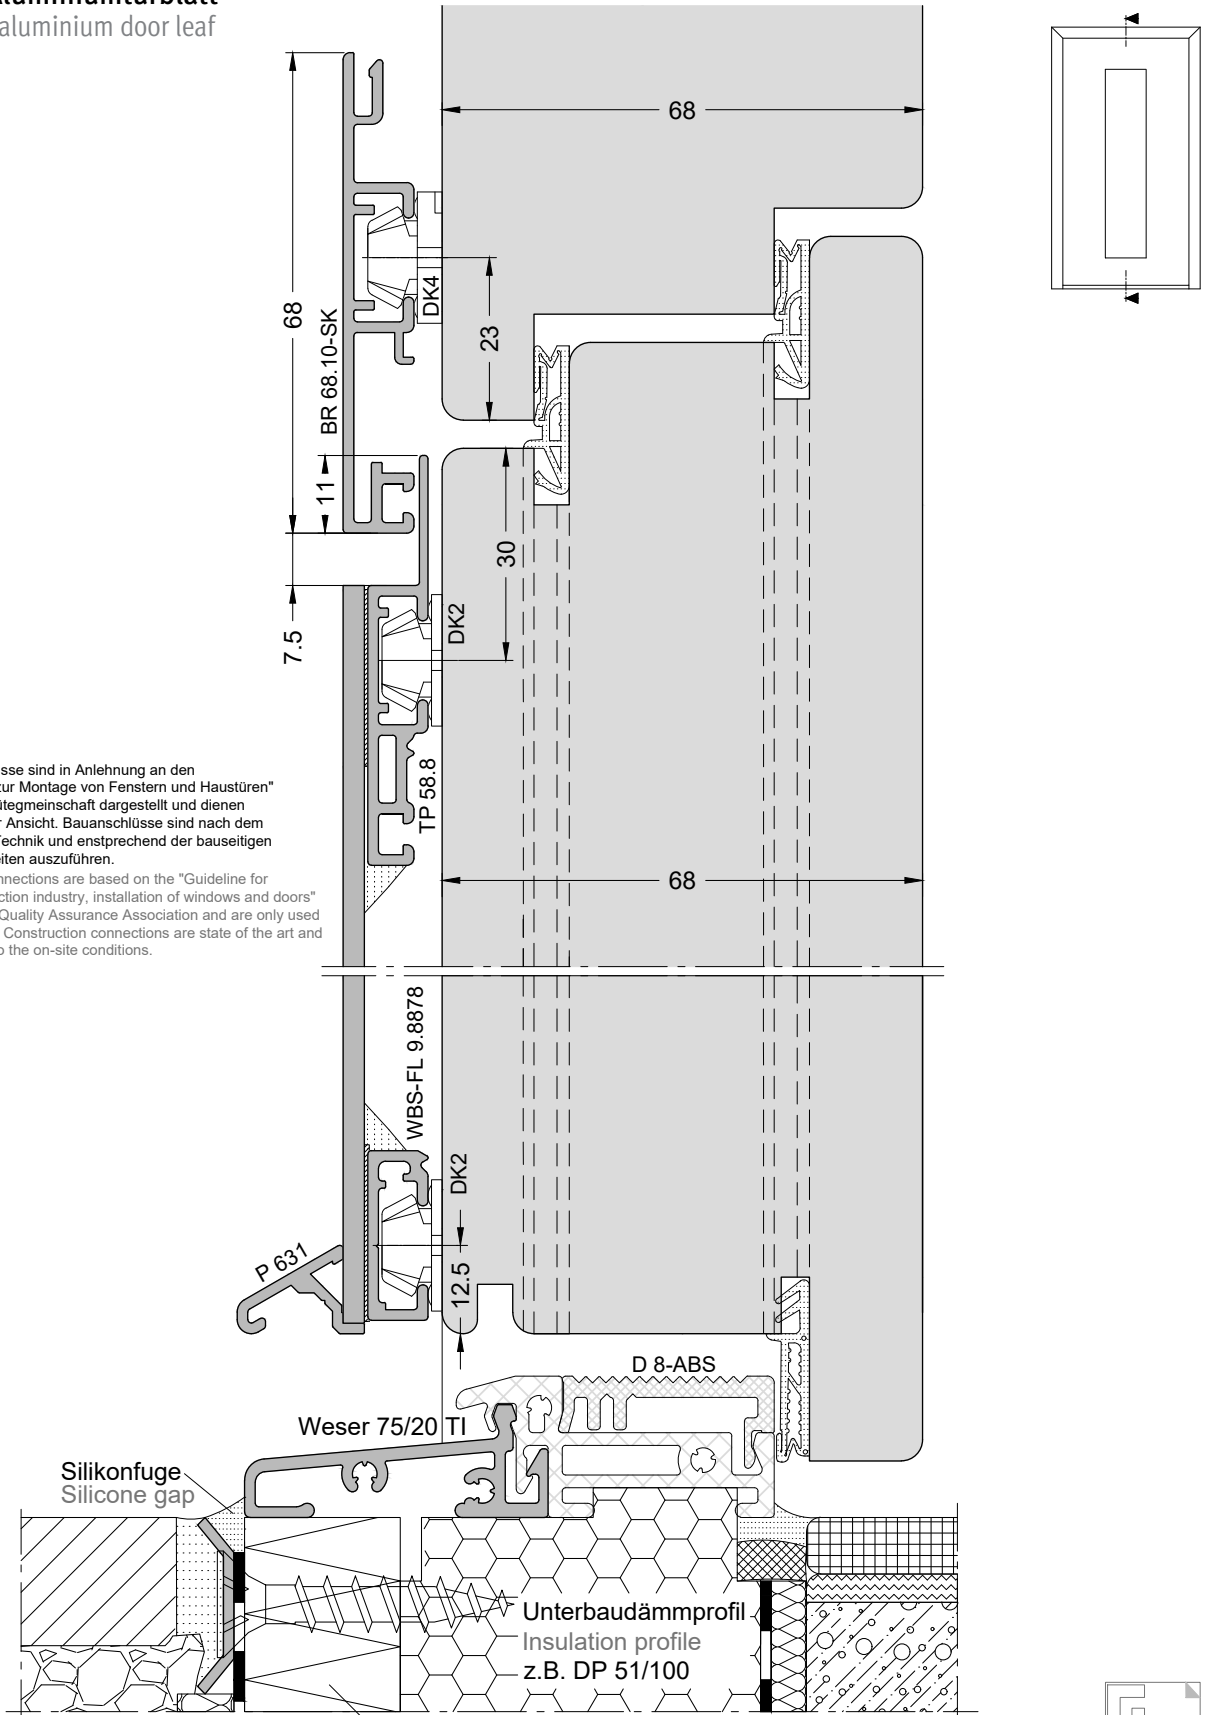 aluminium door leaf
68
68
BR 68.10-SK
DK4
23
11
30
7.5
DK2
TP 58.8
sse sind in Anlehnung an den
zur Montage von Fenstern und Haustüren"
ütegmeinschaft dargestellt und dienen
r Ansicht. Bauanschlüsse sind nach dem
Technik und enstprechend der bauseitigen
eiten auszuführen.
nnections are based on the "Guideline for
ction industry, installation of windows and doors"
Quality Assurance Association and are only used
Construction connections are state of the art and
o the on-site conditions.
68
WBS-FL 9.8878
DK2
P 631
12.5
D 8-ABS
Weser 75/20 TI
Silikonfuge
Silicone gap
Unterbaudämmprofil
Insulation profile
z.B. DP 51/100